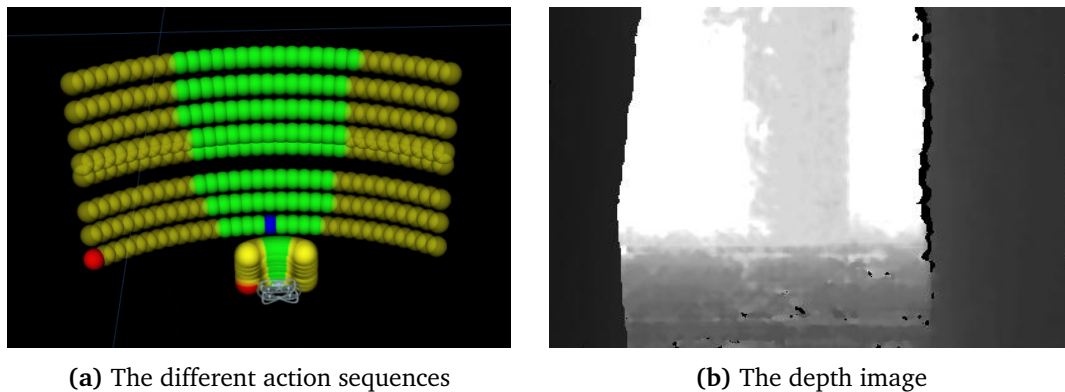 (a) The different action sequences
(b) The depth image